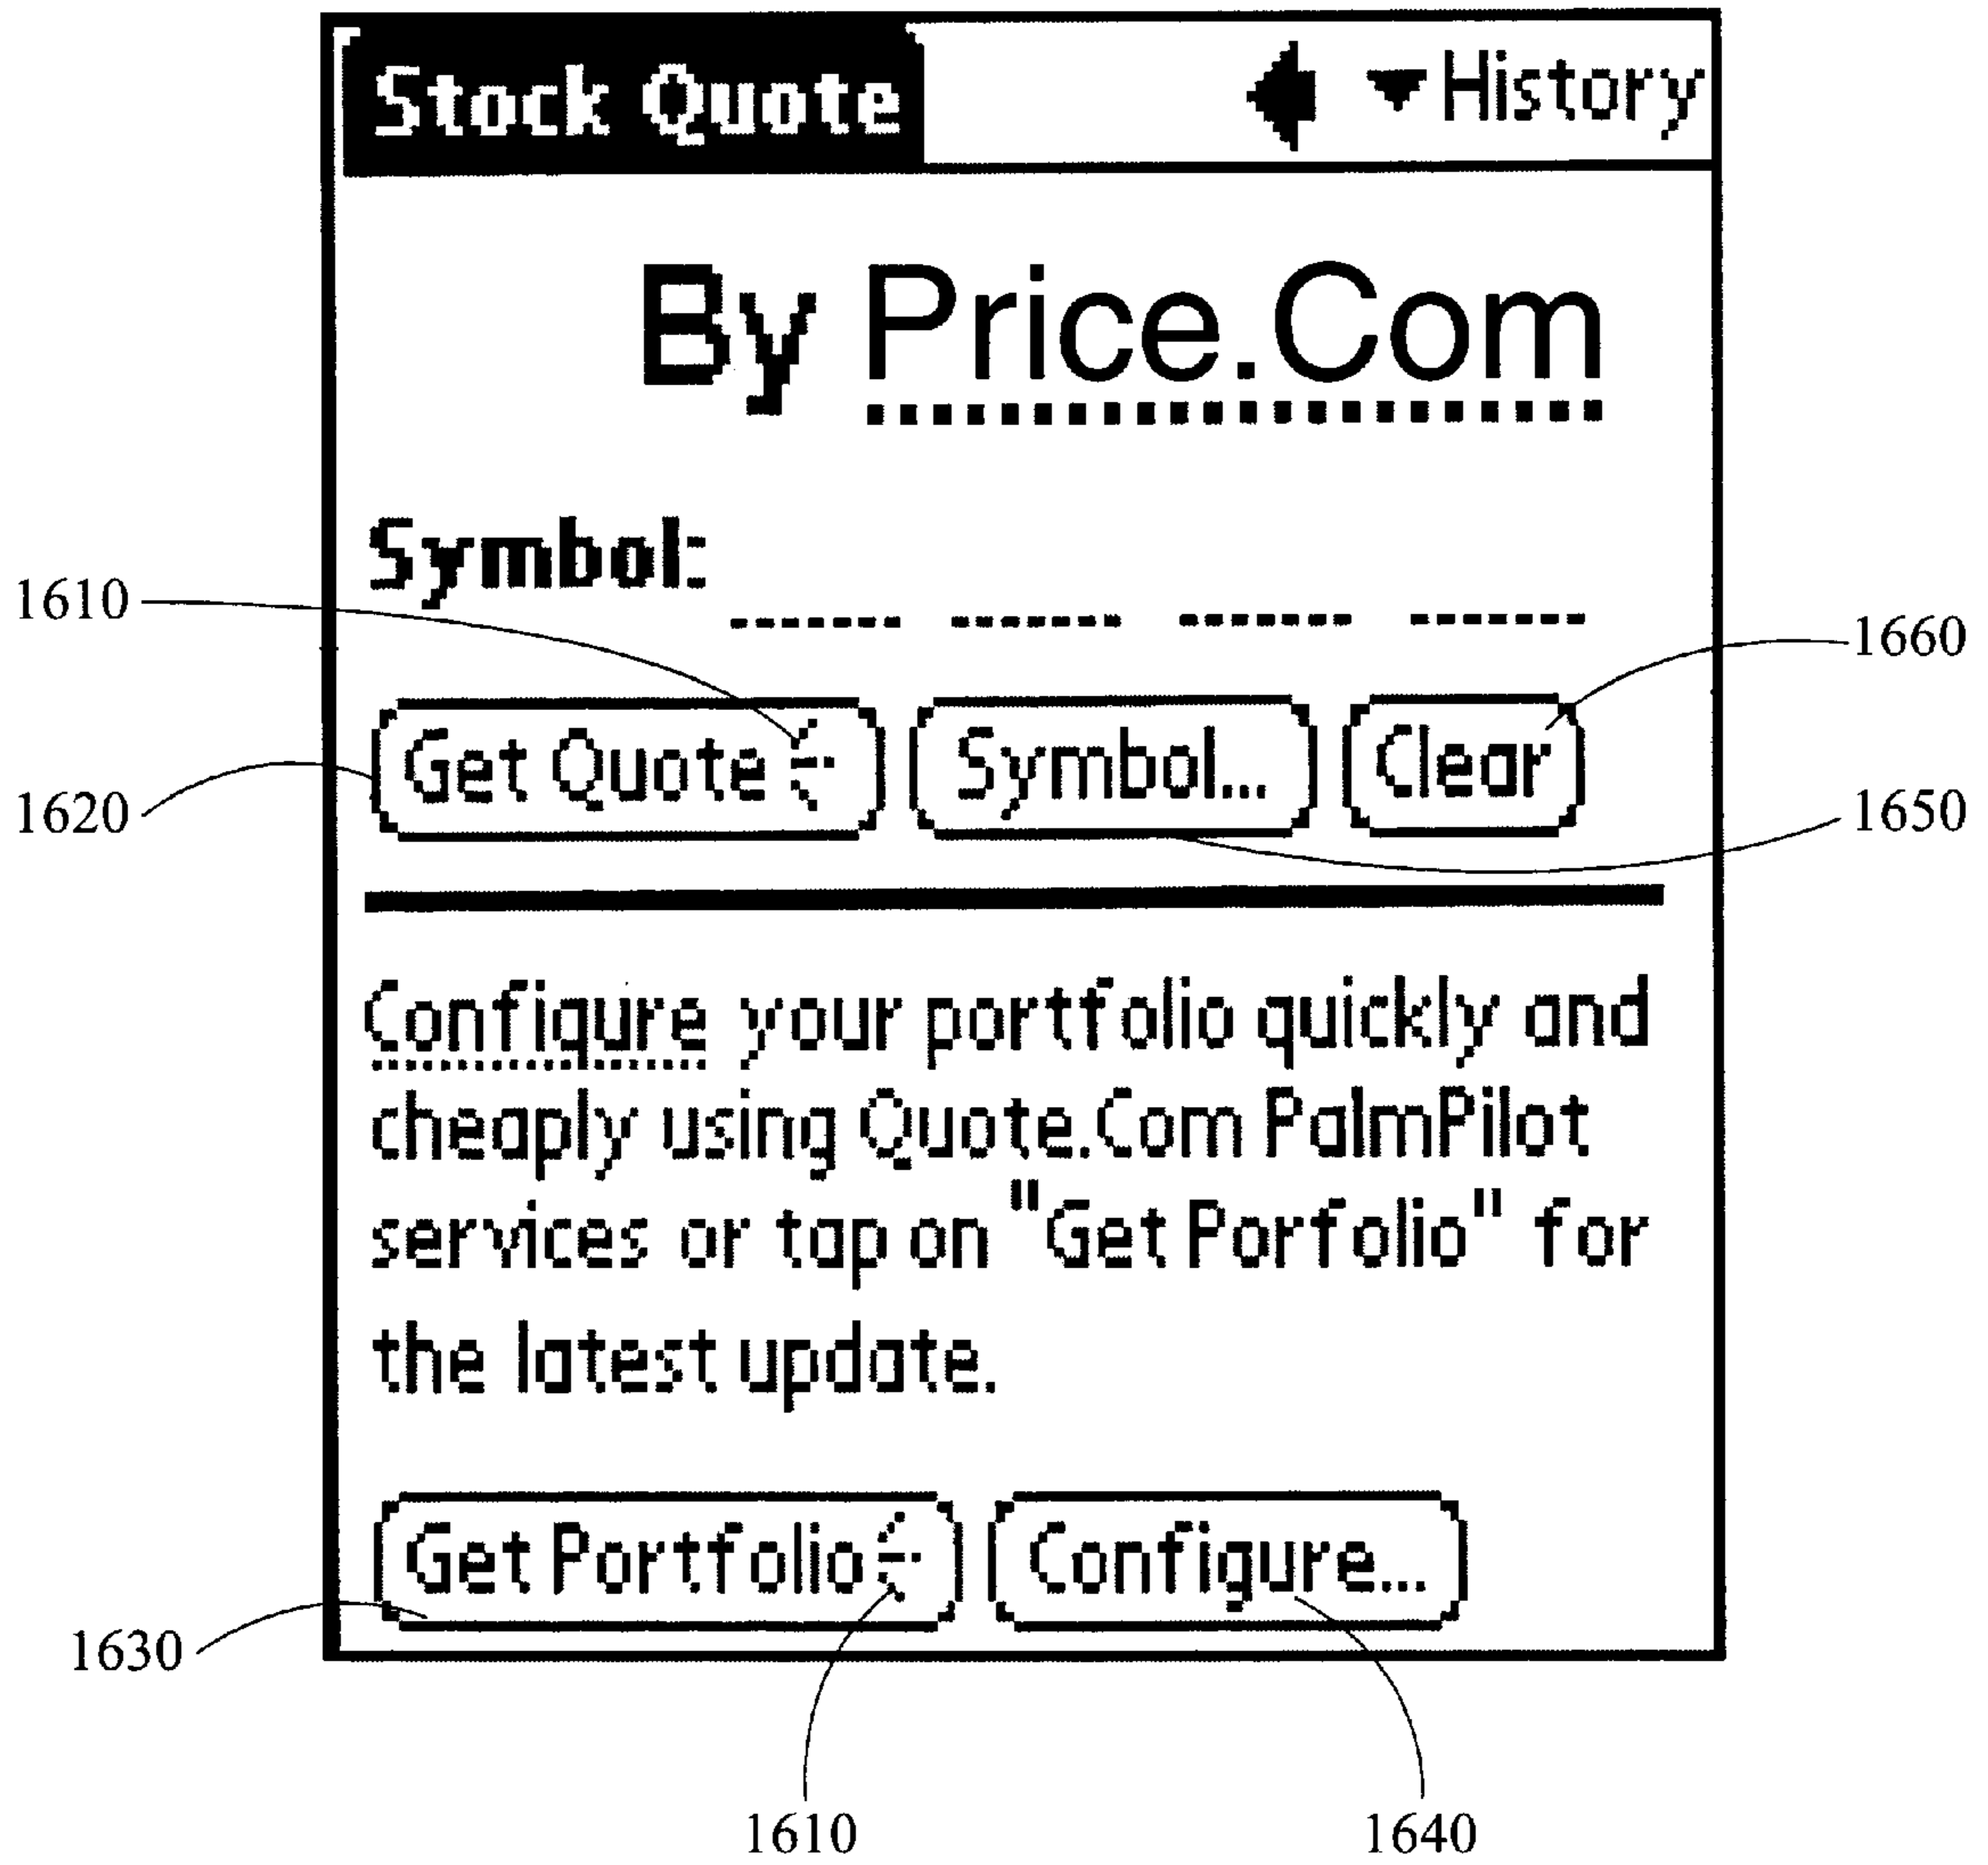 Stock Quote History
By Price.Com
Symbol:
1610
1660
Get Quote Symbol... Clear
1620
1650
Configure your portfolio quickly and
cheaply using Quote.Com PalmPilot
services or tap on "Get Porfolio" for
the latest update.
Get Portfolio Configure...
1630
1610
1640